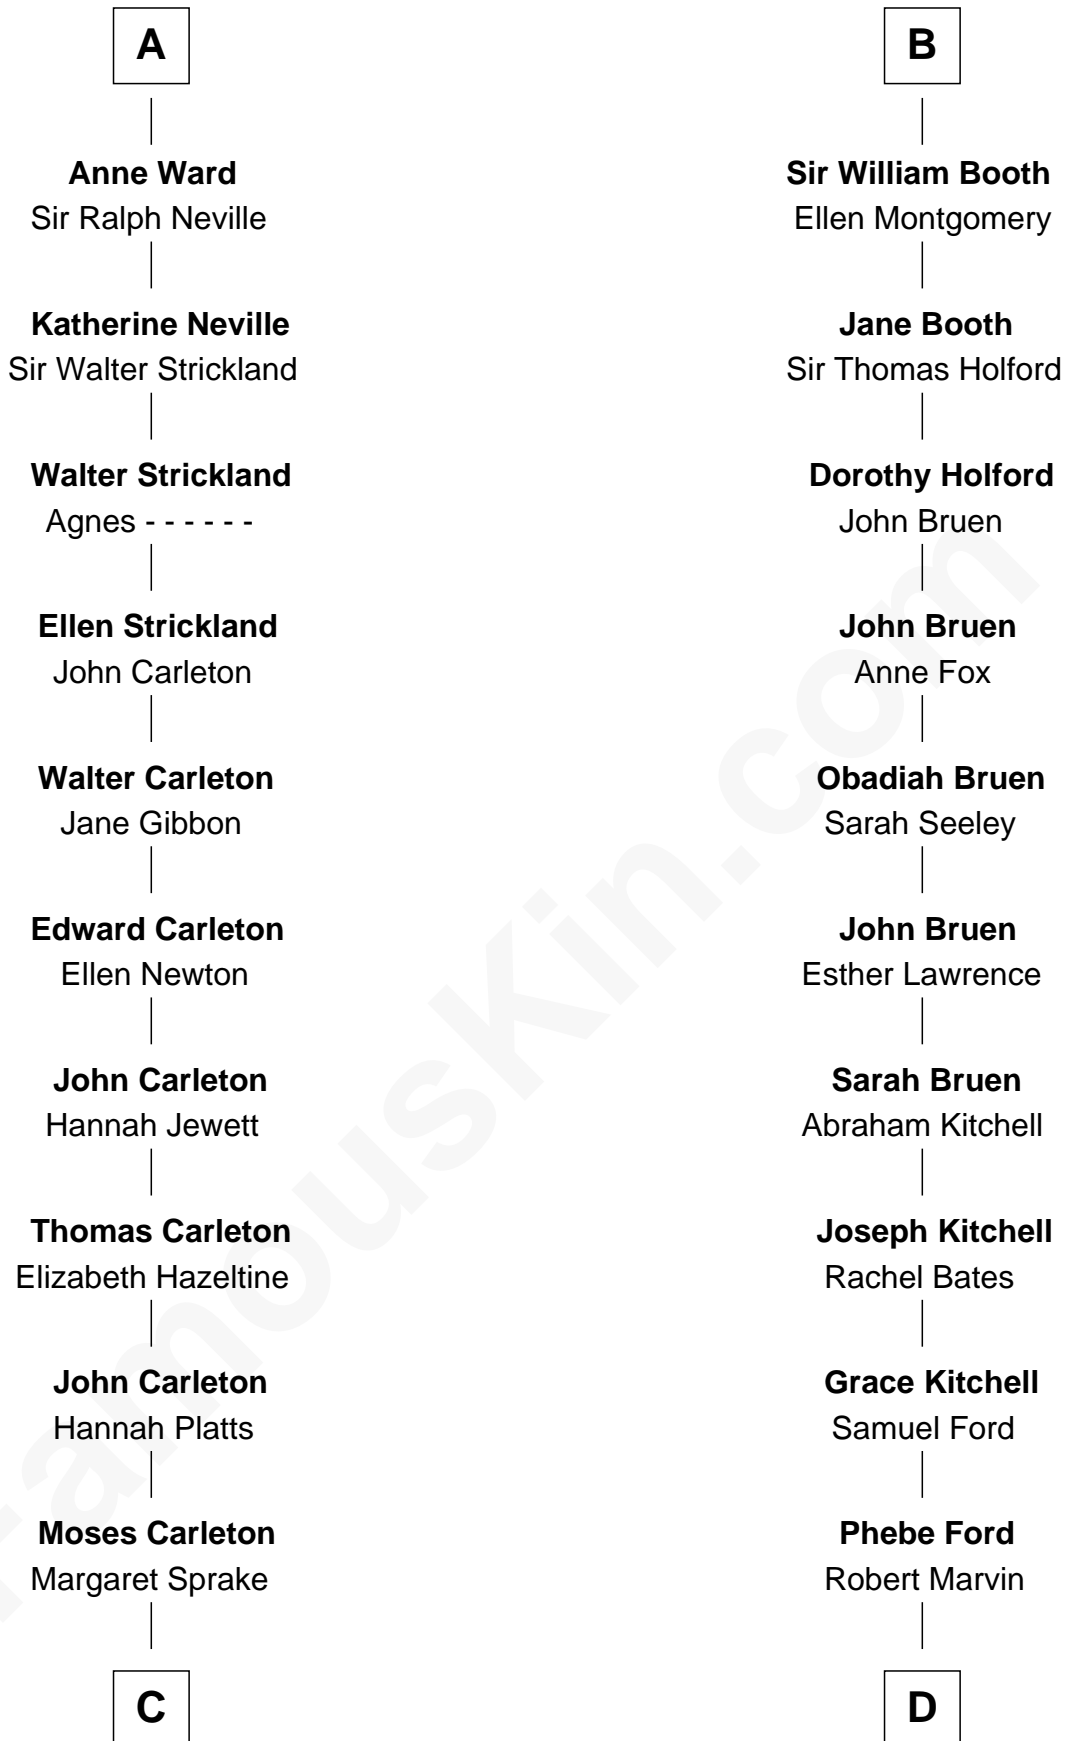 A
Anne Ward
Sir Ralph Neville
Katherine Neville
Sir Walter Strickland
Walter Strickland
Agnes - - - - - -
Ellen Strickland
John Carleton
Walter Carleton
Jane Gibbon
Edward Carleton
Ellen Newton
John Carleton
Hannah Jewett
Thomas Carleton
Elizabeth Hazeltine
John Carleton
Hannah Platts
Moses Carleton
Margaret Sprake
C
B
Sir William Booth
Ellen Montgomery
Jane Booth
Sir Thomas Holford
Dorothy Holford
John Bruen
John Bruen
Anne Fox
Obadiah Bruen
Sarah Seeley
John Bruen
Esther Lawrence
Sarah Bruen
Abraham Kitchell
Joseph Kitchell
Rachel Bates
Grace Kitchell
Samuel Ford
Phebe Ford
Robert Marvin
D
FamousKin.com